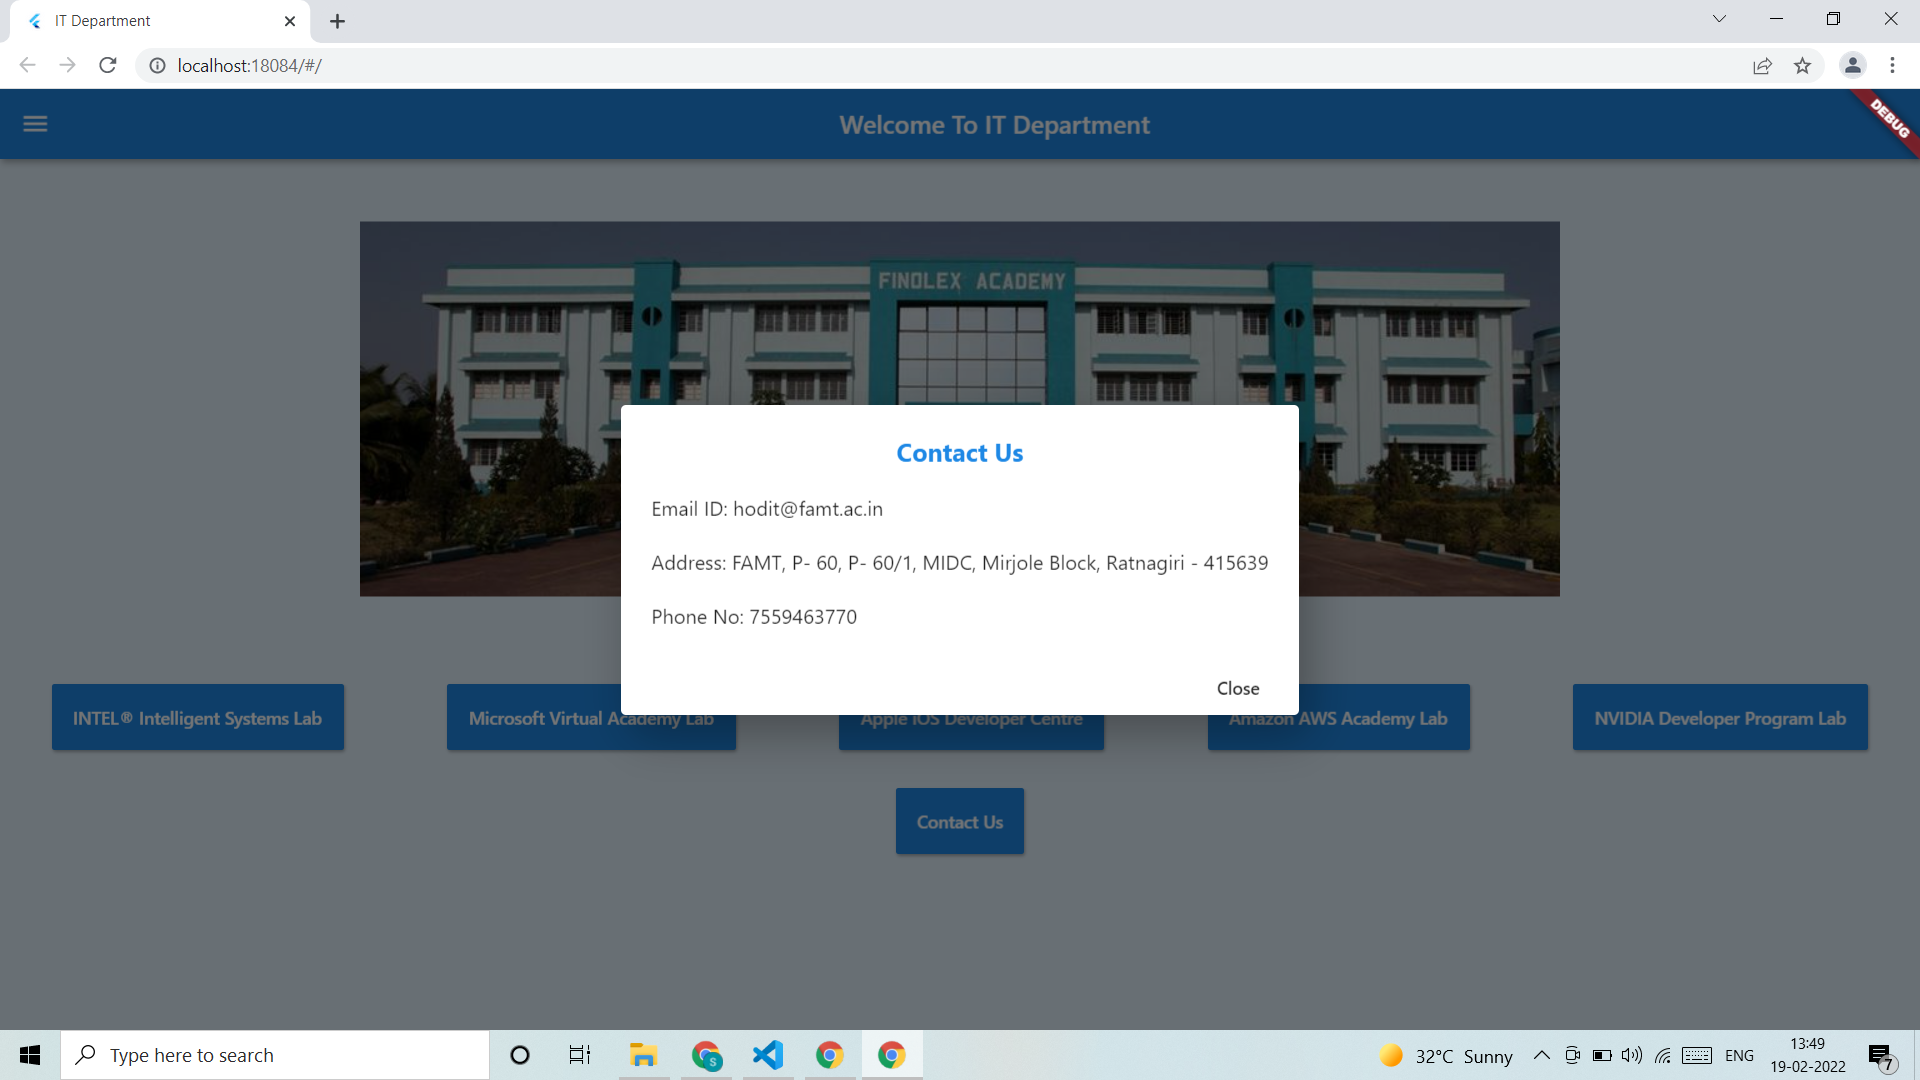 IT Department
localhost:18084/#/
Welcome To IT Department
DEBUG
FINOLEX ACADEMY
Contact Us
Email ID: hodit@famt.ac.in
Address: FAMT, P- 60, P- 60/1, MIDC, Mirjole Block, Ratnagiri - 415639
Phone No: 7559463770
Close
INTEL® Intelligent Systems Lab
Microsoft Virtual Academy Lab
Apple iOS Developer Centre
Amazon AWS Academy Lab
NVIDIA Developer Program Lab
Contact Us
Type here to search
S
32°C Sunny
ENG
13:49
19-02-2022
7